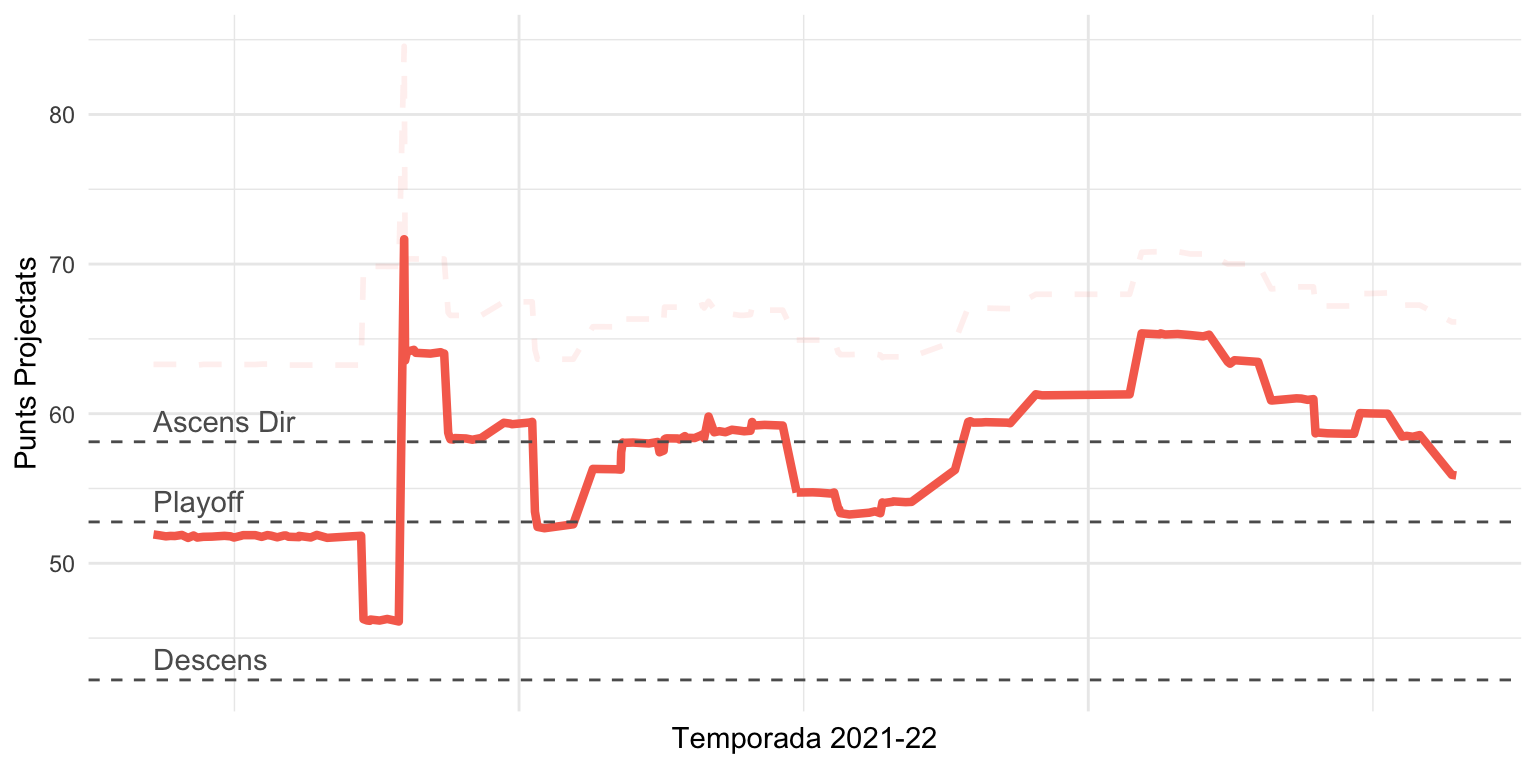 80
70
60
50
Punts Projectats
Ascens Dir
Playoff
Descens
Temporada 2021-22